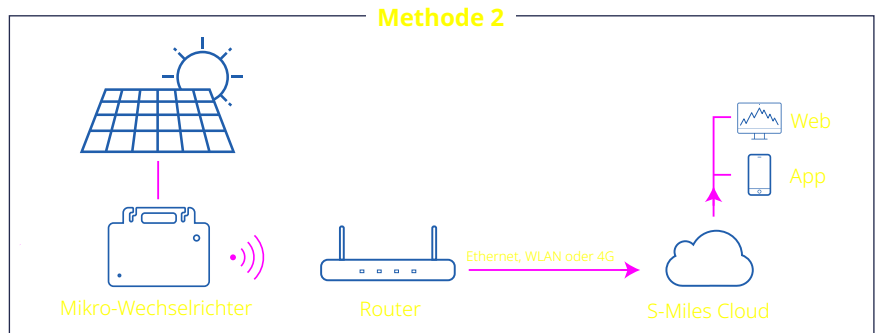 Methode 2
Web
App
Ethernet, WLAN oder 4G
Mikro-Wechselrichter
Router
S-Miles Cloud